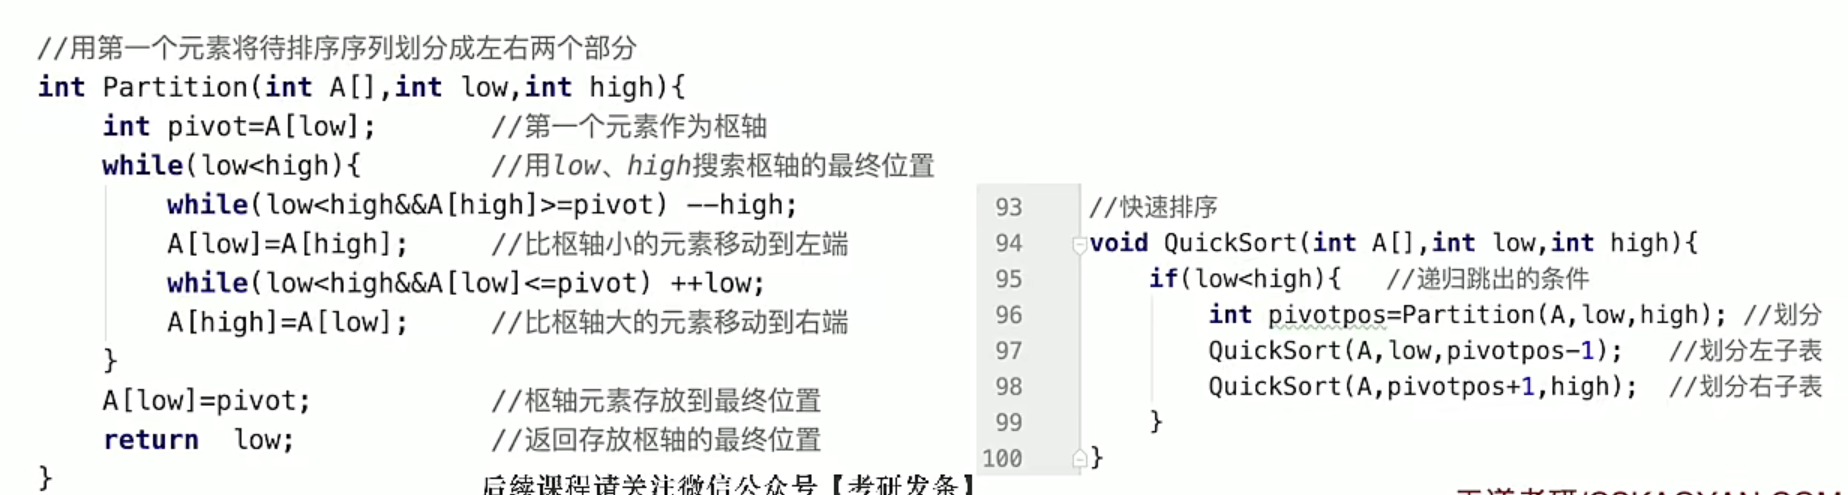 //用第一个元素将待排序序列划分成左右两个部分
int Partition(int A[],int low,int high){
    int pivot=A[low];       //第一个元素作为枢轴
    while(low<high){        //用low、high搜索枢轴的最终位置
        while(low<high&&A[high]>=pivot) --high;
        A[low]=A[high];     //比枢轴小的元素移动到左端
        while(low<high&&A[low]<=pivot) ++low;
        A[high]=A[low];     //比枢轴大的元素移动到右端
    }
    A[low]=pivot;           //枢轴元素存放到最终位置
    return  low;            //返回存放枢轴的最终位置
}
93 //快速排序
94 void QuickSort(int A[],int low,int high){
95     if(low<high){   //递归跳出的条件
96         int pivotpos=Partition(A,low,high); //划分
97         QuickSort(A,low,pivotpos-1);   //划分左子表
98         QuickSort(A,pivotpos+1,high);  //划分右子表
99     }
100 }
后续课程请关注微信公众号【考研发条】
王道考研/CSKAOYAN.COM